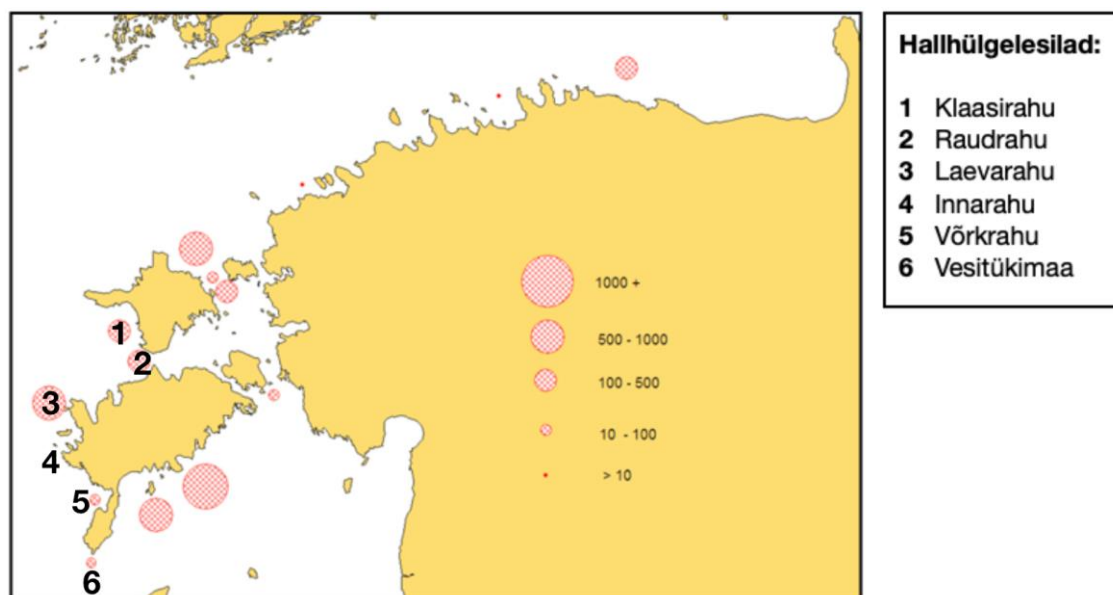 Hallhülgelesilad:
1 Klaasirahu
2 Raudrahu
3 Laevarahu
4 Innarahu
5 Võrkrahu
6 Vesitükimaa
1000 +
500 - 1000
100 - 500
10 - 100
> 10
1
2
3
4
5
6